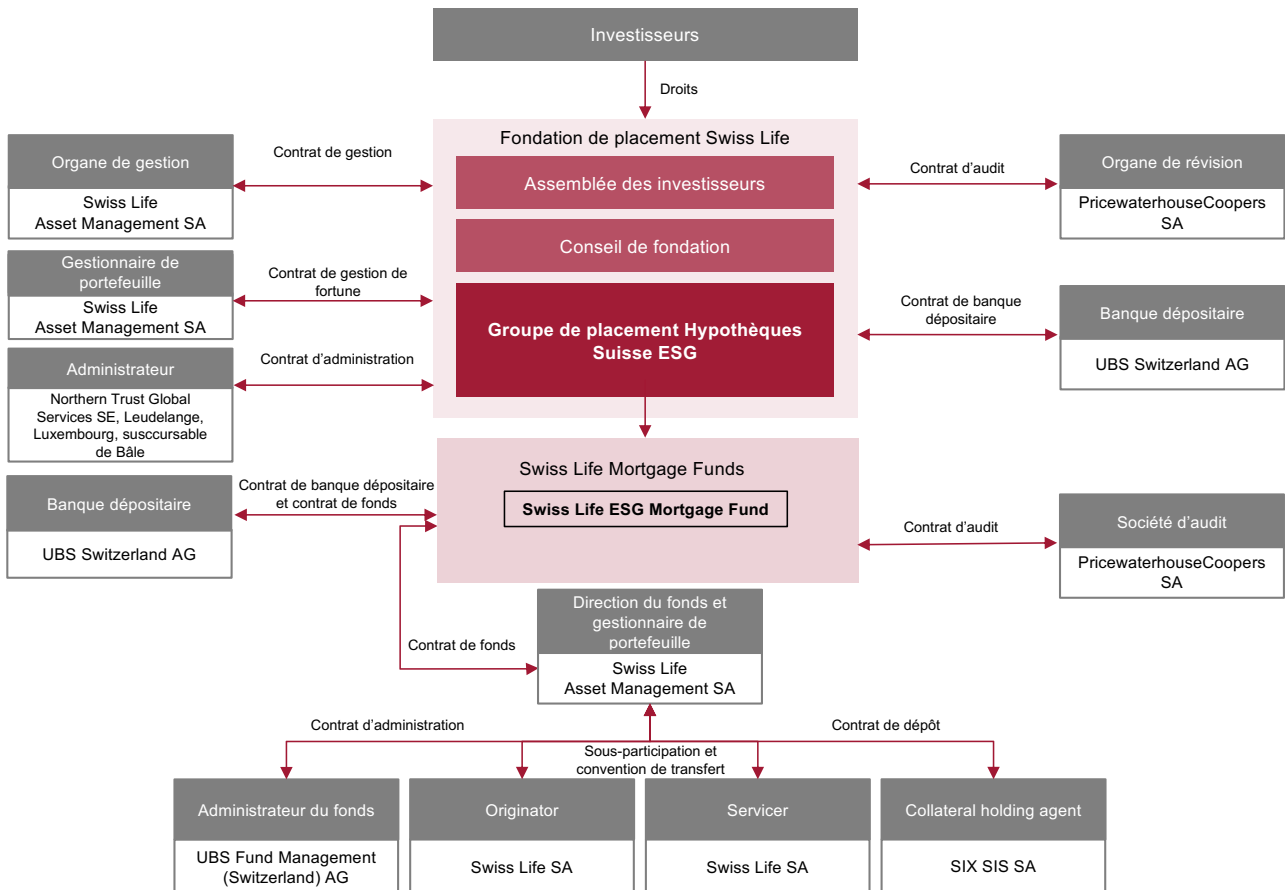 Investisseurs
Droits
Fondation de placement Swiss Life
Assemblée des investisseurs
Conseil de fondation
Groupe de placement Hypothèques
Suisse ESG
Organe de gestion
Swiss Life
Asset Management SA
Contrat de gestion
Gestionnaire de
portefeuille
Swiss Life
Asset Management SA
Contrat de gestion de
fortune
Administrateur
Northern Trust Global
Services SE, Leudelange,
Luxembourg, susccursable
de Bâle
Contrat d’administration
Contrat d’audit
Organe de révision
PricewaterhouseCoopers
SA
Contrat de banque
dépositaire
Banque dépositaire
UBS Switzerland AG
Banque dépositaire
UBS Switzerland AG
Contrat de banque dépositaire
et contrat de fonds
Swiss Life Mortgage Funds
Swiss Life ESG Mortgage Fund
Contrat d’audit
Société d’audit
PricewaterhouseCoopers
SA
Contrat de fonds
Direction du fonds et
gestionnaire de
portefeuille
Swiss Life
Asset Management SA
Contrat d’administration
Sous-participation et
convention de transfert
Contrat de dépôt
Administrateur du fonds
UBS Fund Management
(Switzerland) AG
Originator
Swiss Life SA
Servicer
Swiss Life SA
Collateral holding agent
SIX SIS SA